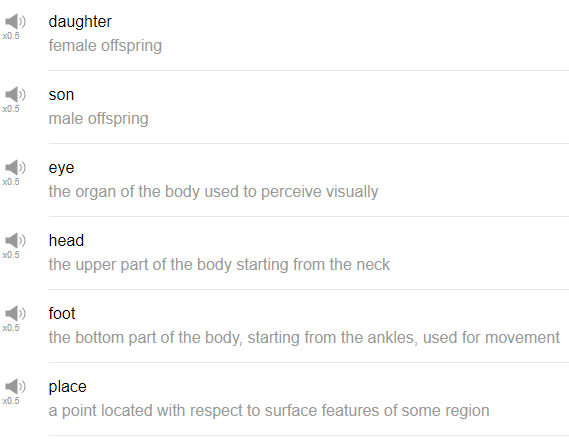 daughter
x0.5
female offspring
son
x0.5
male offspring
eye
x0.5
the organ of the body used to perceive visually
head
x0.5
the upper part of the body starting from the neck
foot
x0.5
the bottom part of the body, starting from the ankles, used for movement
place
x0.5
a point located with respect to surface features of some region